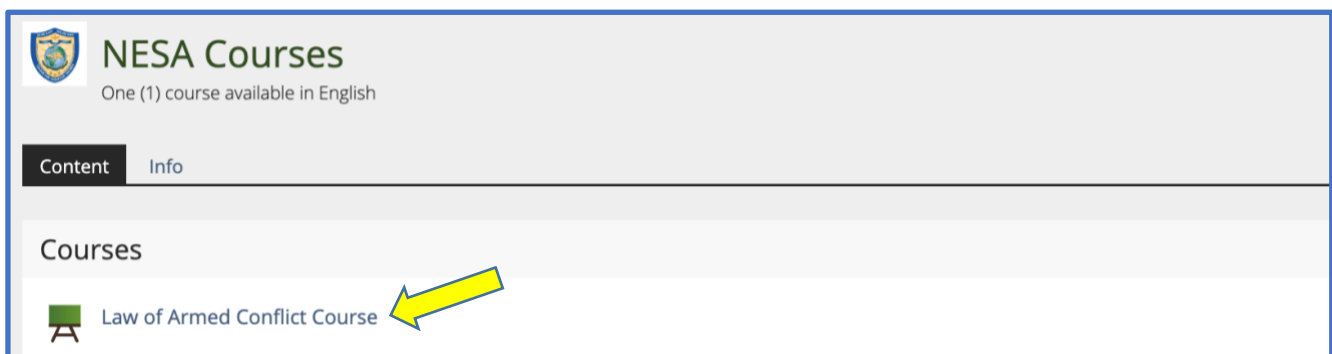 NESA Courses
One (1) course available in English
Content Info
Courses
Law of Armed Conflict Course